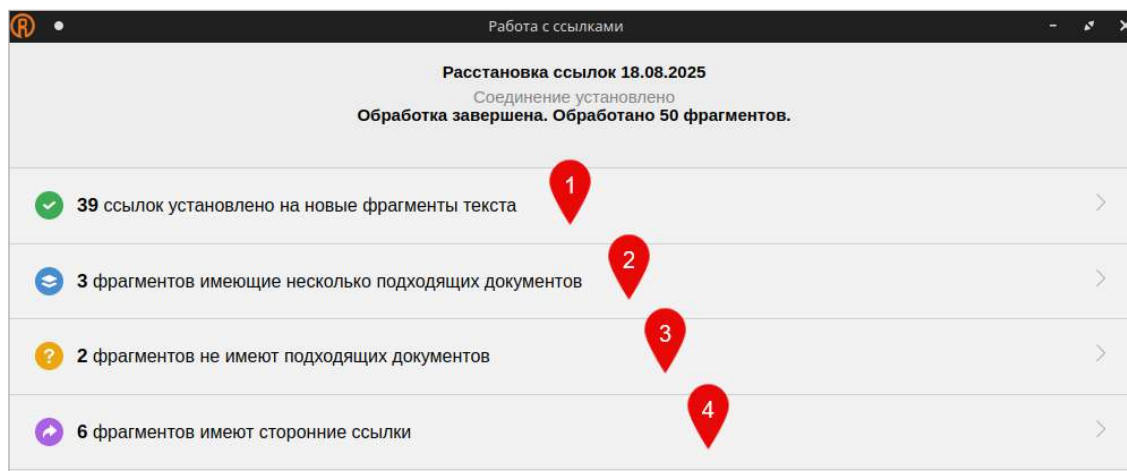 Работа с ссылками
Расстановка ссылок 18.08.2025
Соединение установлено
Обработка завершена. Обработано 50 фрагментов.
1
39 ссылок установлено на новые фрагменты текста
2
3 фрагментов имеющие несколько подходящих документов
3
? 2 фрагментов не имеют подходящих документов
4
6 фрагментов имеют сторонние ссылки